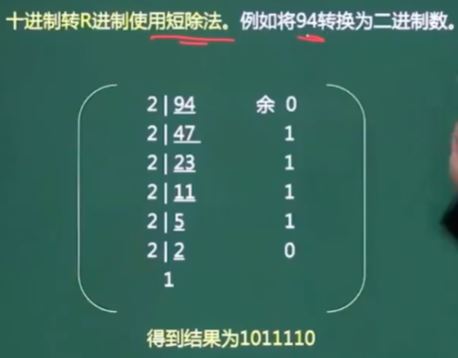 十进制转R进制使用短除法。例如将94转换为二进制数。
2 | 94 余 0
2 | 47 1
2 | 23 1
2 | 11 1
2 | 5 1
2 | 2 0
1
得到结果为1011110